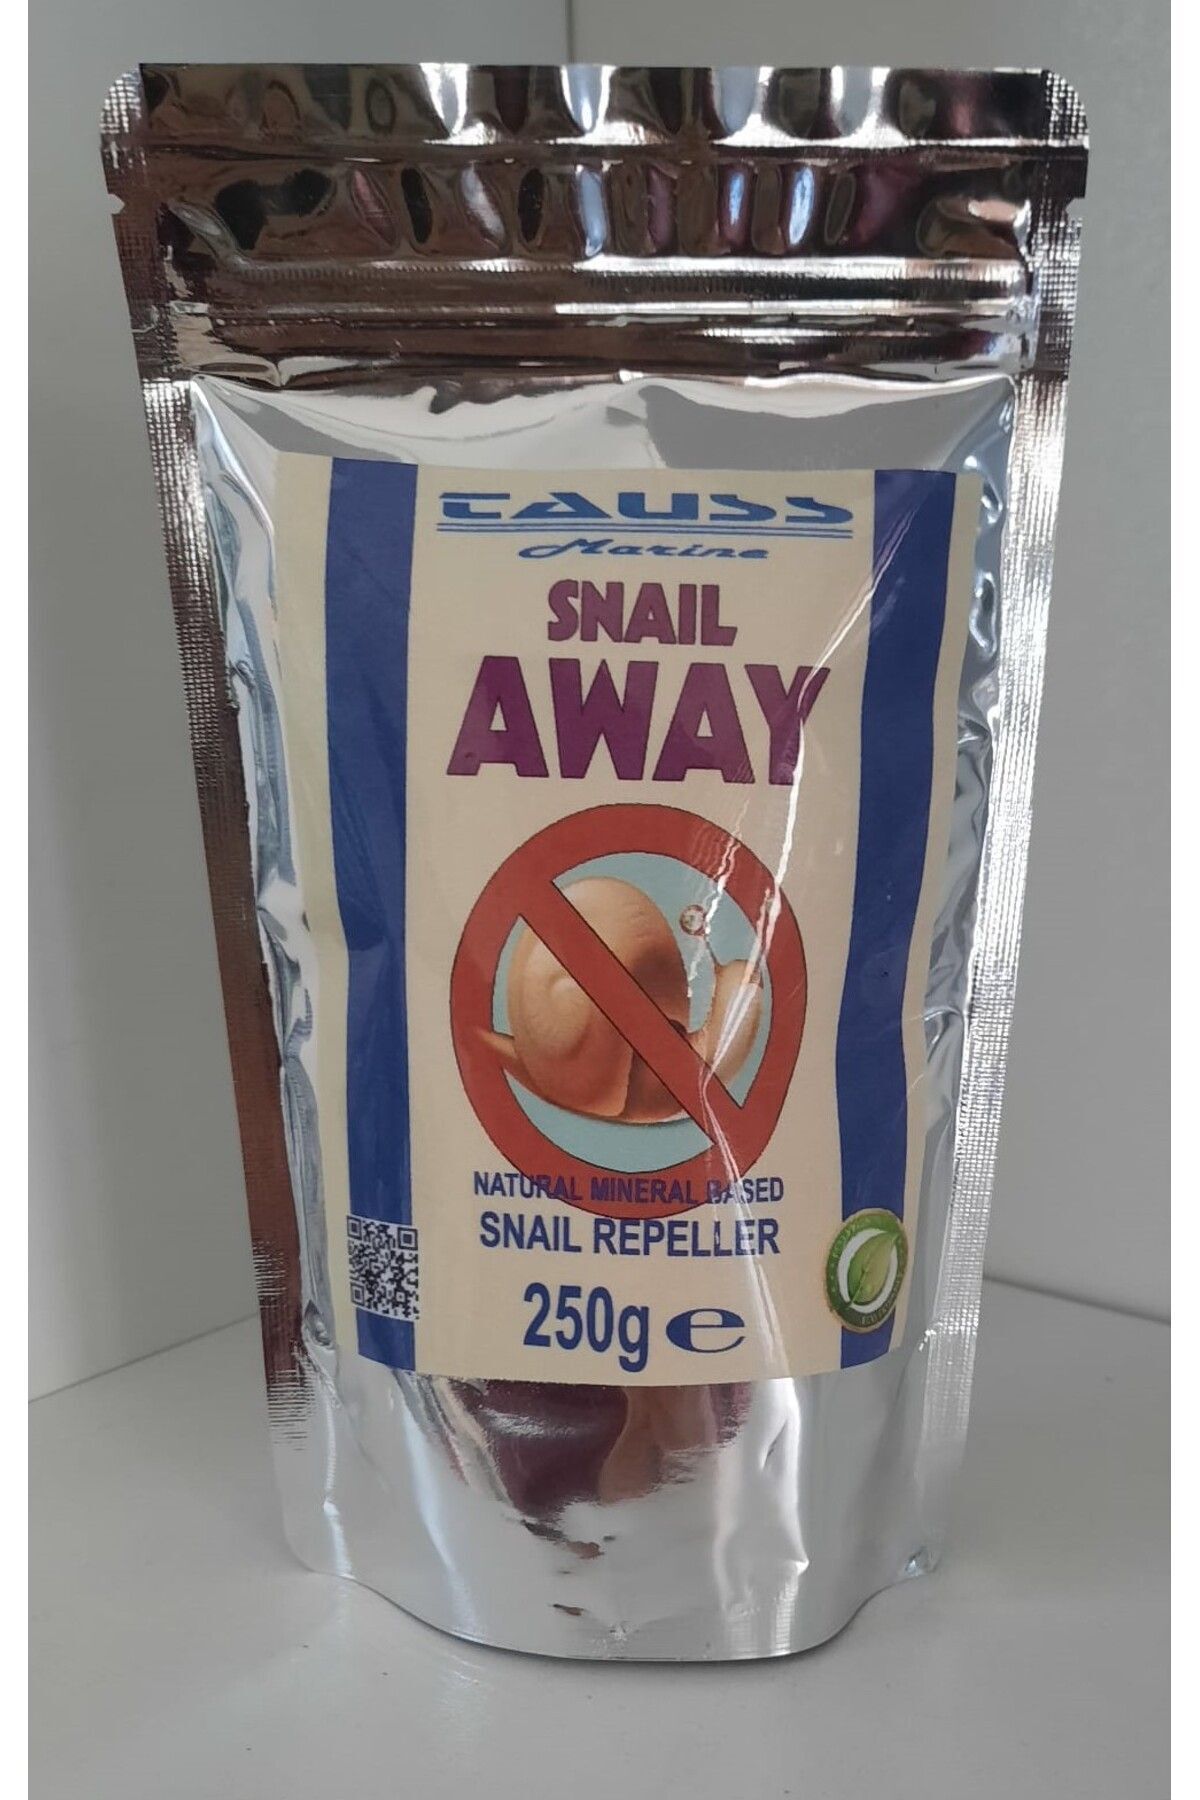 TAUSS
Marine
SNAIL
AWAY
NATURAL MINERAL BASED
SNAIL REPELLER
250g ℮